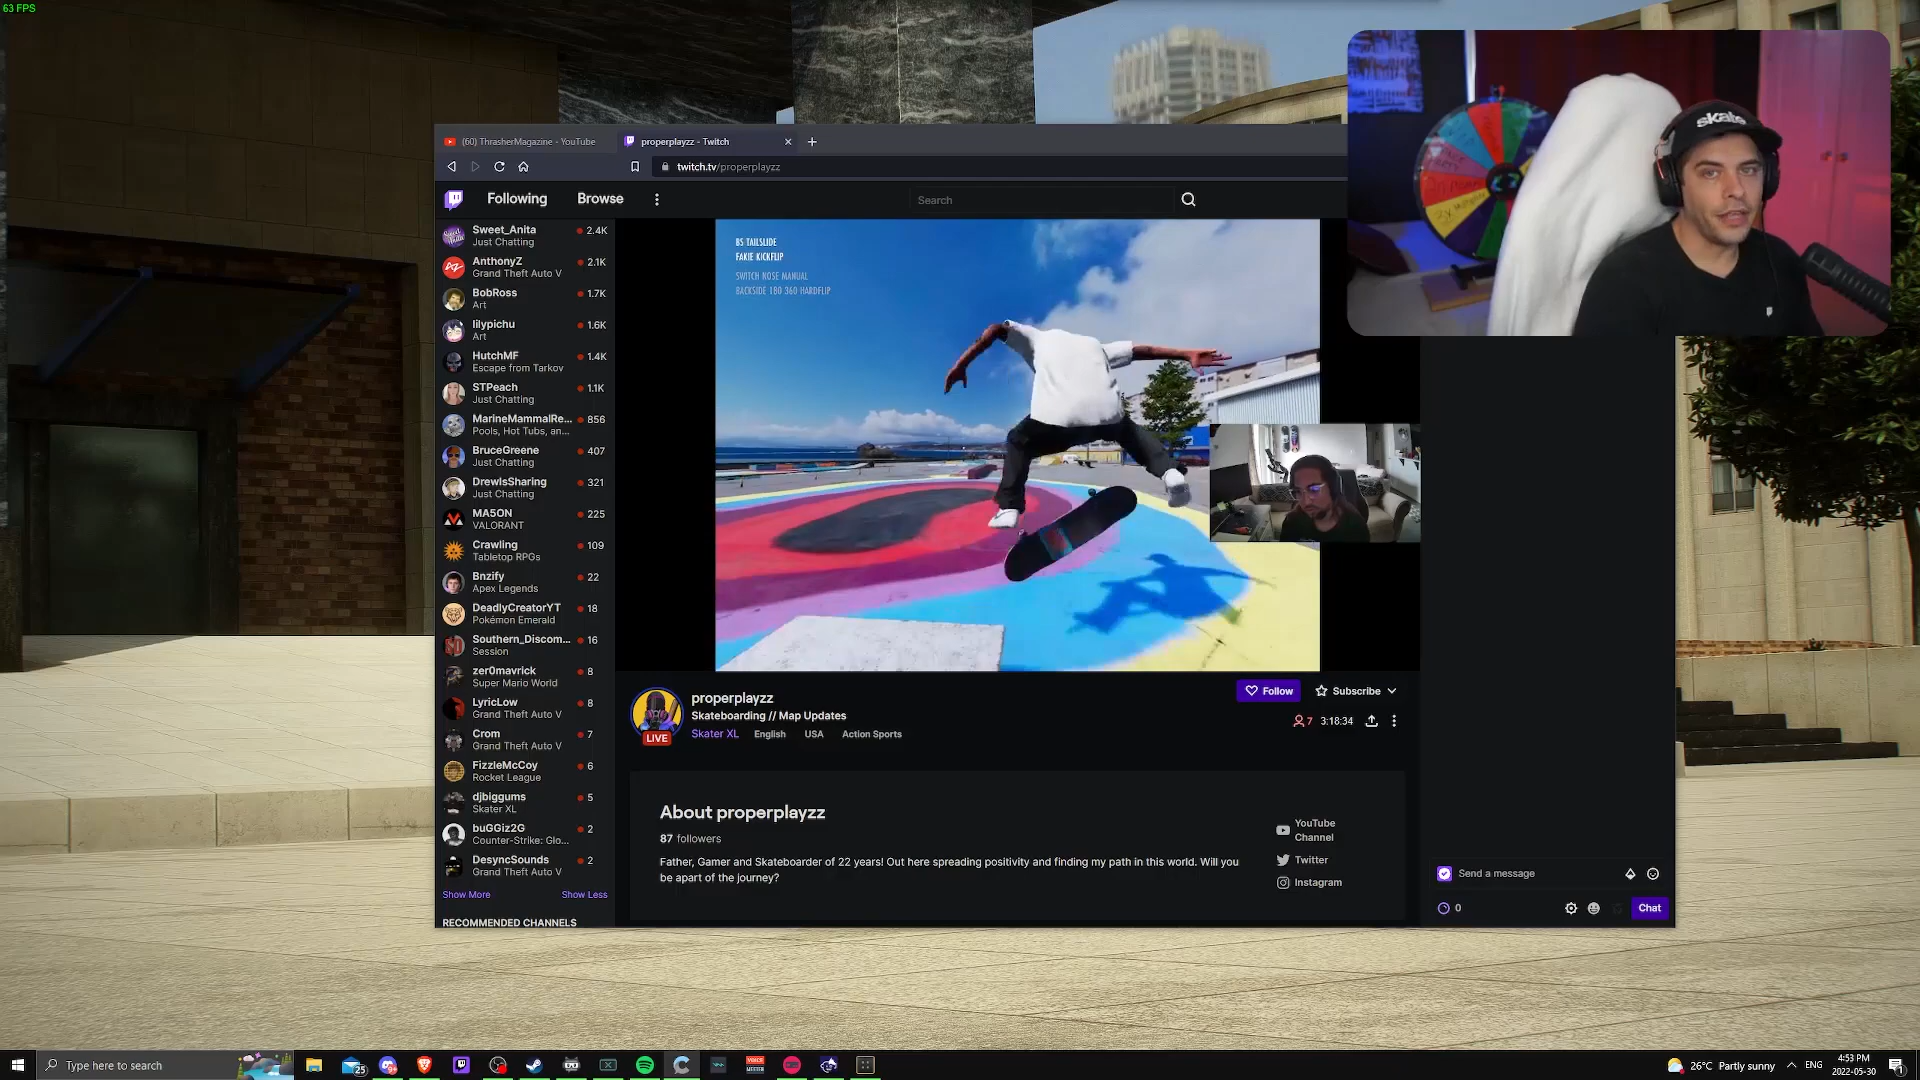 63 FPS
(60) ThrasherMagazine - YouTube
properplayzz - Twitch
twitch.tv/properplayzz
Following
Browse
Search
Sweet_Anita
2.4K
Just Chatting
AnthonyZ
2.1K
Grand Theft Auto V
BobRoss
1.7K
Art
lilypichu
1.6K
Art
HutchMF
1.4K
Escape from Tarkov
STPeach
1.1K
Just Chatting
MarineMammalRe...
856
Pools, Hot Tubs, an...
BruceGreene
407
Just Chatting
DrewIsSharing
321
Just Chatting
MA5ON
225
VALORANT
Crawling
109
Tabletop RPGs
Bnzify
22
Apex Legends
DeadlyCreatorYT
18
Pokémon Emerald
Southern_Discom...
16
Session
zer0mavrick
8
Super Mario World
LyricLow
8
Grand Theft Auto V
Crom
7
Grand Theft Auto V
FizzleMcCoy
6
Rocket League
djbiggums
5
Skater XL
buGGiz2G
2
Counter-Strike: Glo...
DesyncSounds
2
Grand Theft Auto V
Show More
Show Less
RECOMMENDED CHANNELS
BS TAILSLIDE
FAKIE KICKFLIP
SWITCH NOSE MANUAL
BACKSIDE 180 360 HARDFLIP
skate
properplayzz
Skateboarding // Map Updates
LIVE
Skater XL
English
USA
Action Sports
Follow
Subscribe
7
3:18:34
About properplayzz
87 followers
Father, Gamer and Skateboarder of 22 years! Out here spreading positivity and finding my path in this world. Will you
be apart of the journey?
YouTube
Channel
Twitter
Instagram
Send a message
0
Chat
Type here to search
25
26°C Partly sunny
ENG
4:53 PM
2022-05-30
1